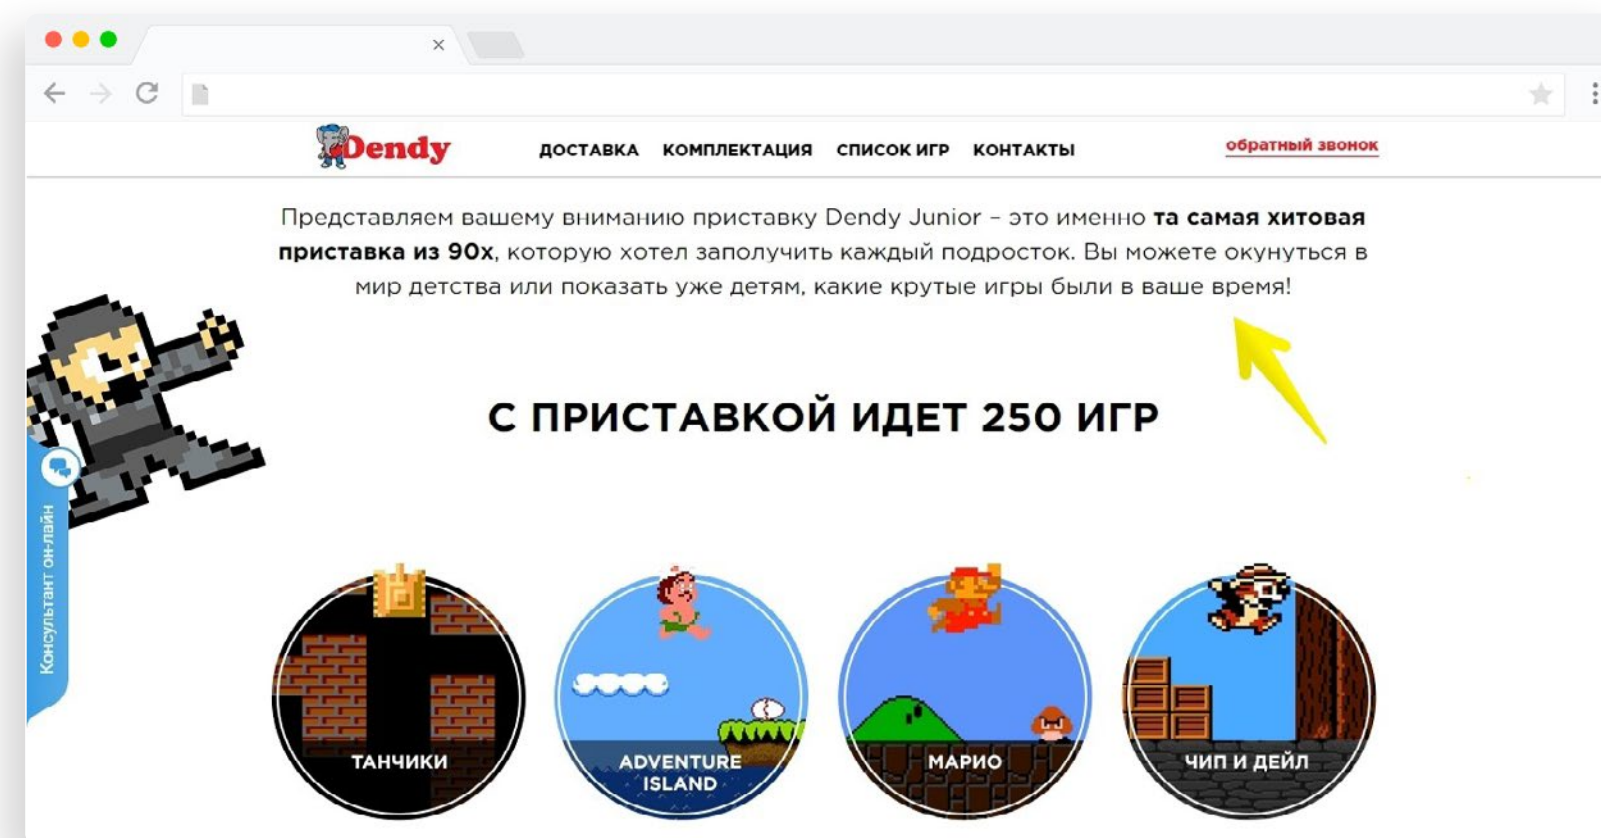 Dendy
ДОСТАВКА КОМПЛЕКТАЦИЯ СПИСОК ИГР КОНТАКТЫ
обратный звонок
Представляем вашему вниманию приставку Dendy Junior – это именно та самая хитовая
приставка из 90х, которую хотел заполучить каждый подросток. Вы можете окунуться в
мир детства или показать уже детям, какие крутые игры были в ваше время!
С ПРИСТАВКОЙ ИДЕТ 250 ИГР
Консультант он-лайн
ТАНЧИКИ
ADVENTURE
ISLAND
МАРИО
ЧИП И ДЕЙЛ